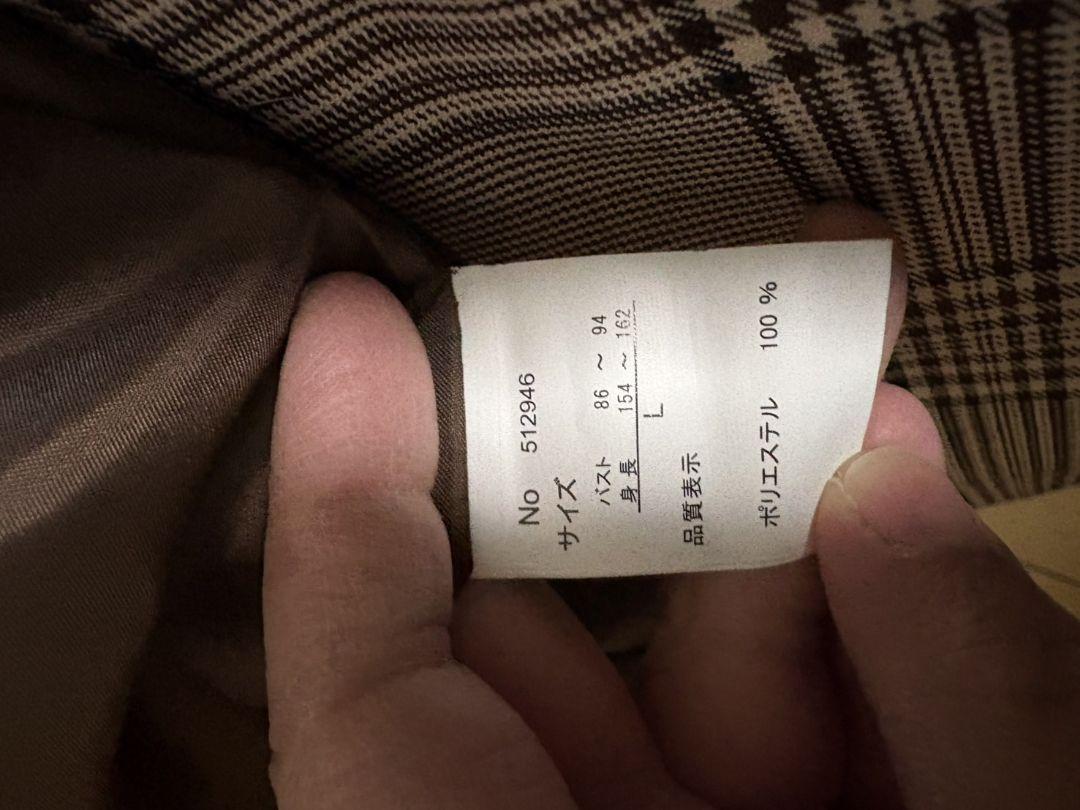 No 512946
サイズ
バスト 86 ～ 94
身長 154 ～ 162
L
品質表示
ポリエステル 100 %